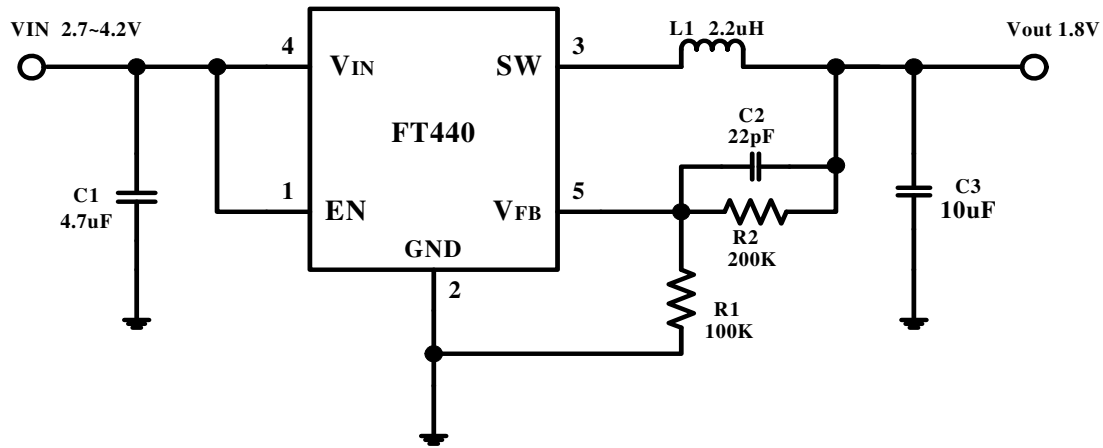 VIN 2.7~4.2V
L1 2.2uH
Vout 1.8V
4
3
VIN
SW
C2
22pF
FT440
C1
4.7uF
1
5
C3
10uF
EN
VFB
R2
200K
GND
2
R1
100K